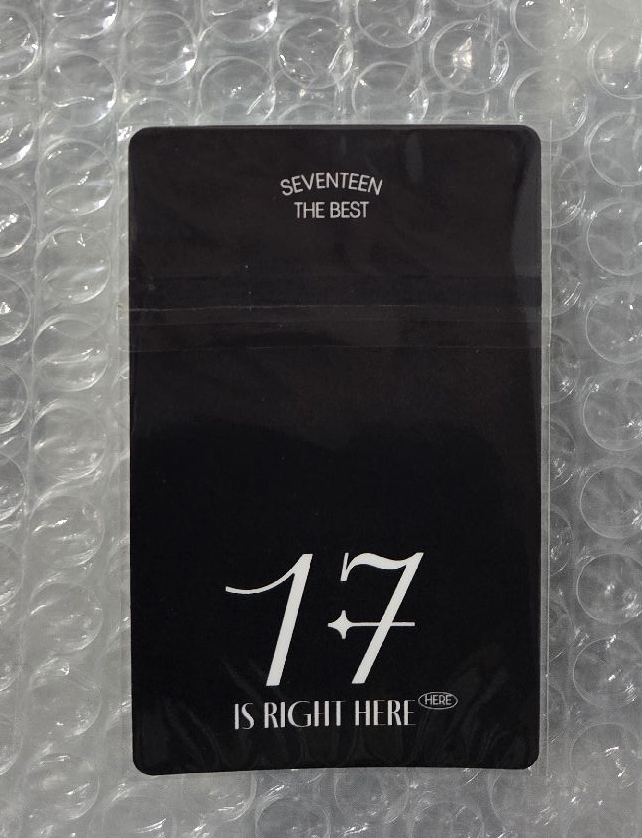 SEVENTEEN
THE BEST
17
IS RIGHT HERE HERE